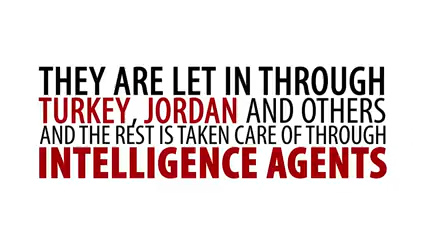 THEY ARE LET IN THROUGH
TURKEY, JORDAN AND OTHERS
AND THE REST IS TAKEN CARE OF THROUGH
INTELLIGENCE AGENTS